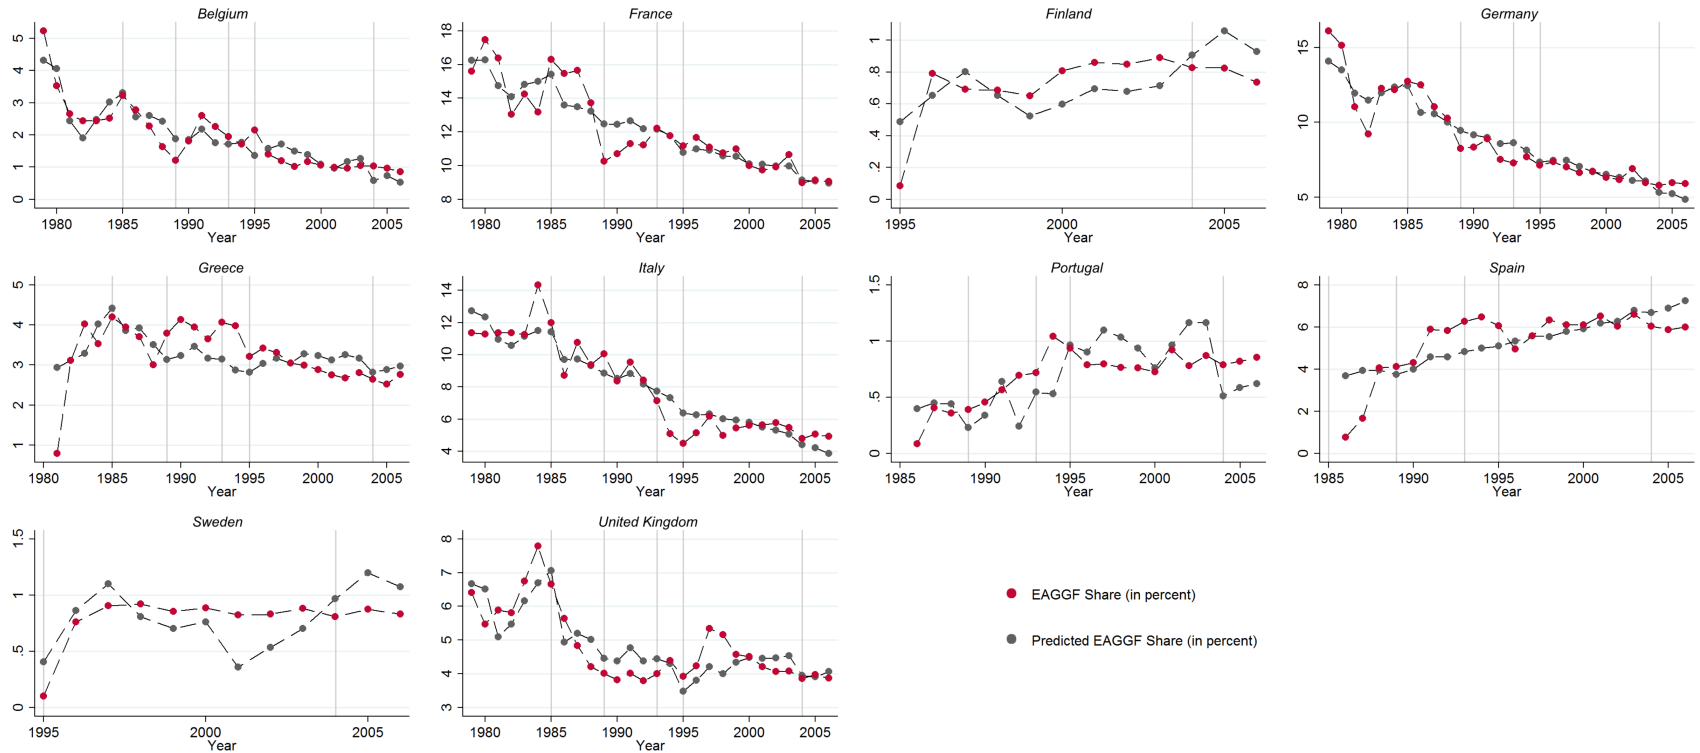 Belgium
5
4
3
2
1
0
1980 1985 1990 1995 2000 2005
Year
France
18
16
14
12
10
8
1980 1985 1990 1995 2000 2005
Year
Finland
1
.8
.6
.4
.2
0
1995 2000 2005
Year
Germany
15
10
5
1980 1985 1990 1995 2000 2005
Year
Greece
5
4
3
2
1
1980 1985 1990 1995 2000 2005
Year
Italy
14
12
10
8
6
4
1980 1985 1990 1995 2000 2005
Year
Portugal
1.5
1
.5
0
1985 1990 1995 2000 2005
Year
Spain
8
6
4
2
0
1985 1990 1995 2000 2005
Year
Sweden
1.5
1
.5
0
1995 2000 2005
Year
United Kingdom
8
7
6
5
4
3
1980 1985 1990 1995 2000 2005
Year
EAGGF Share (in percent)
Predicted EAGGF Share (in percent)